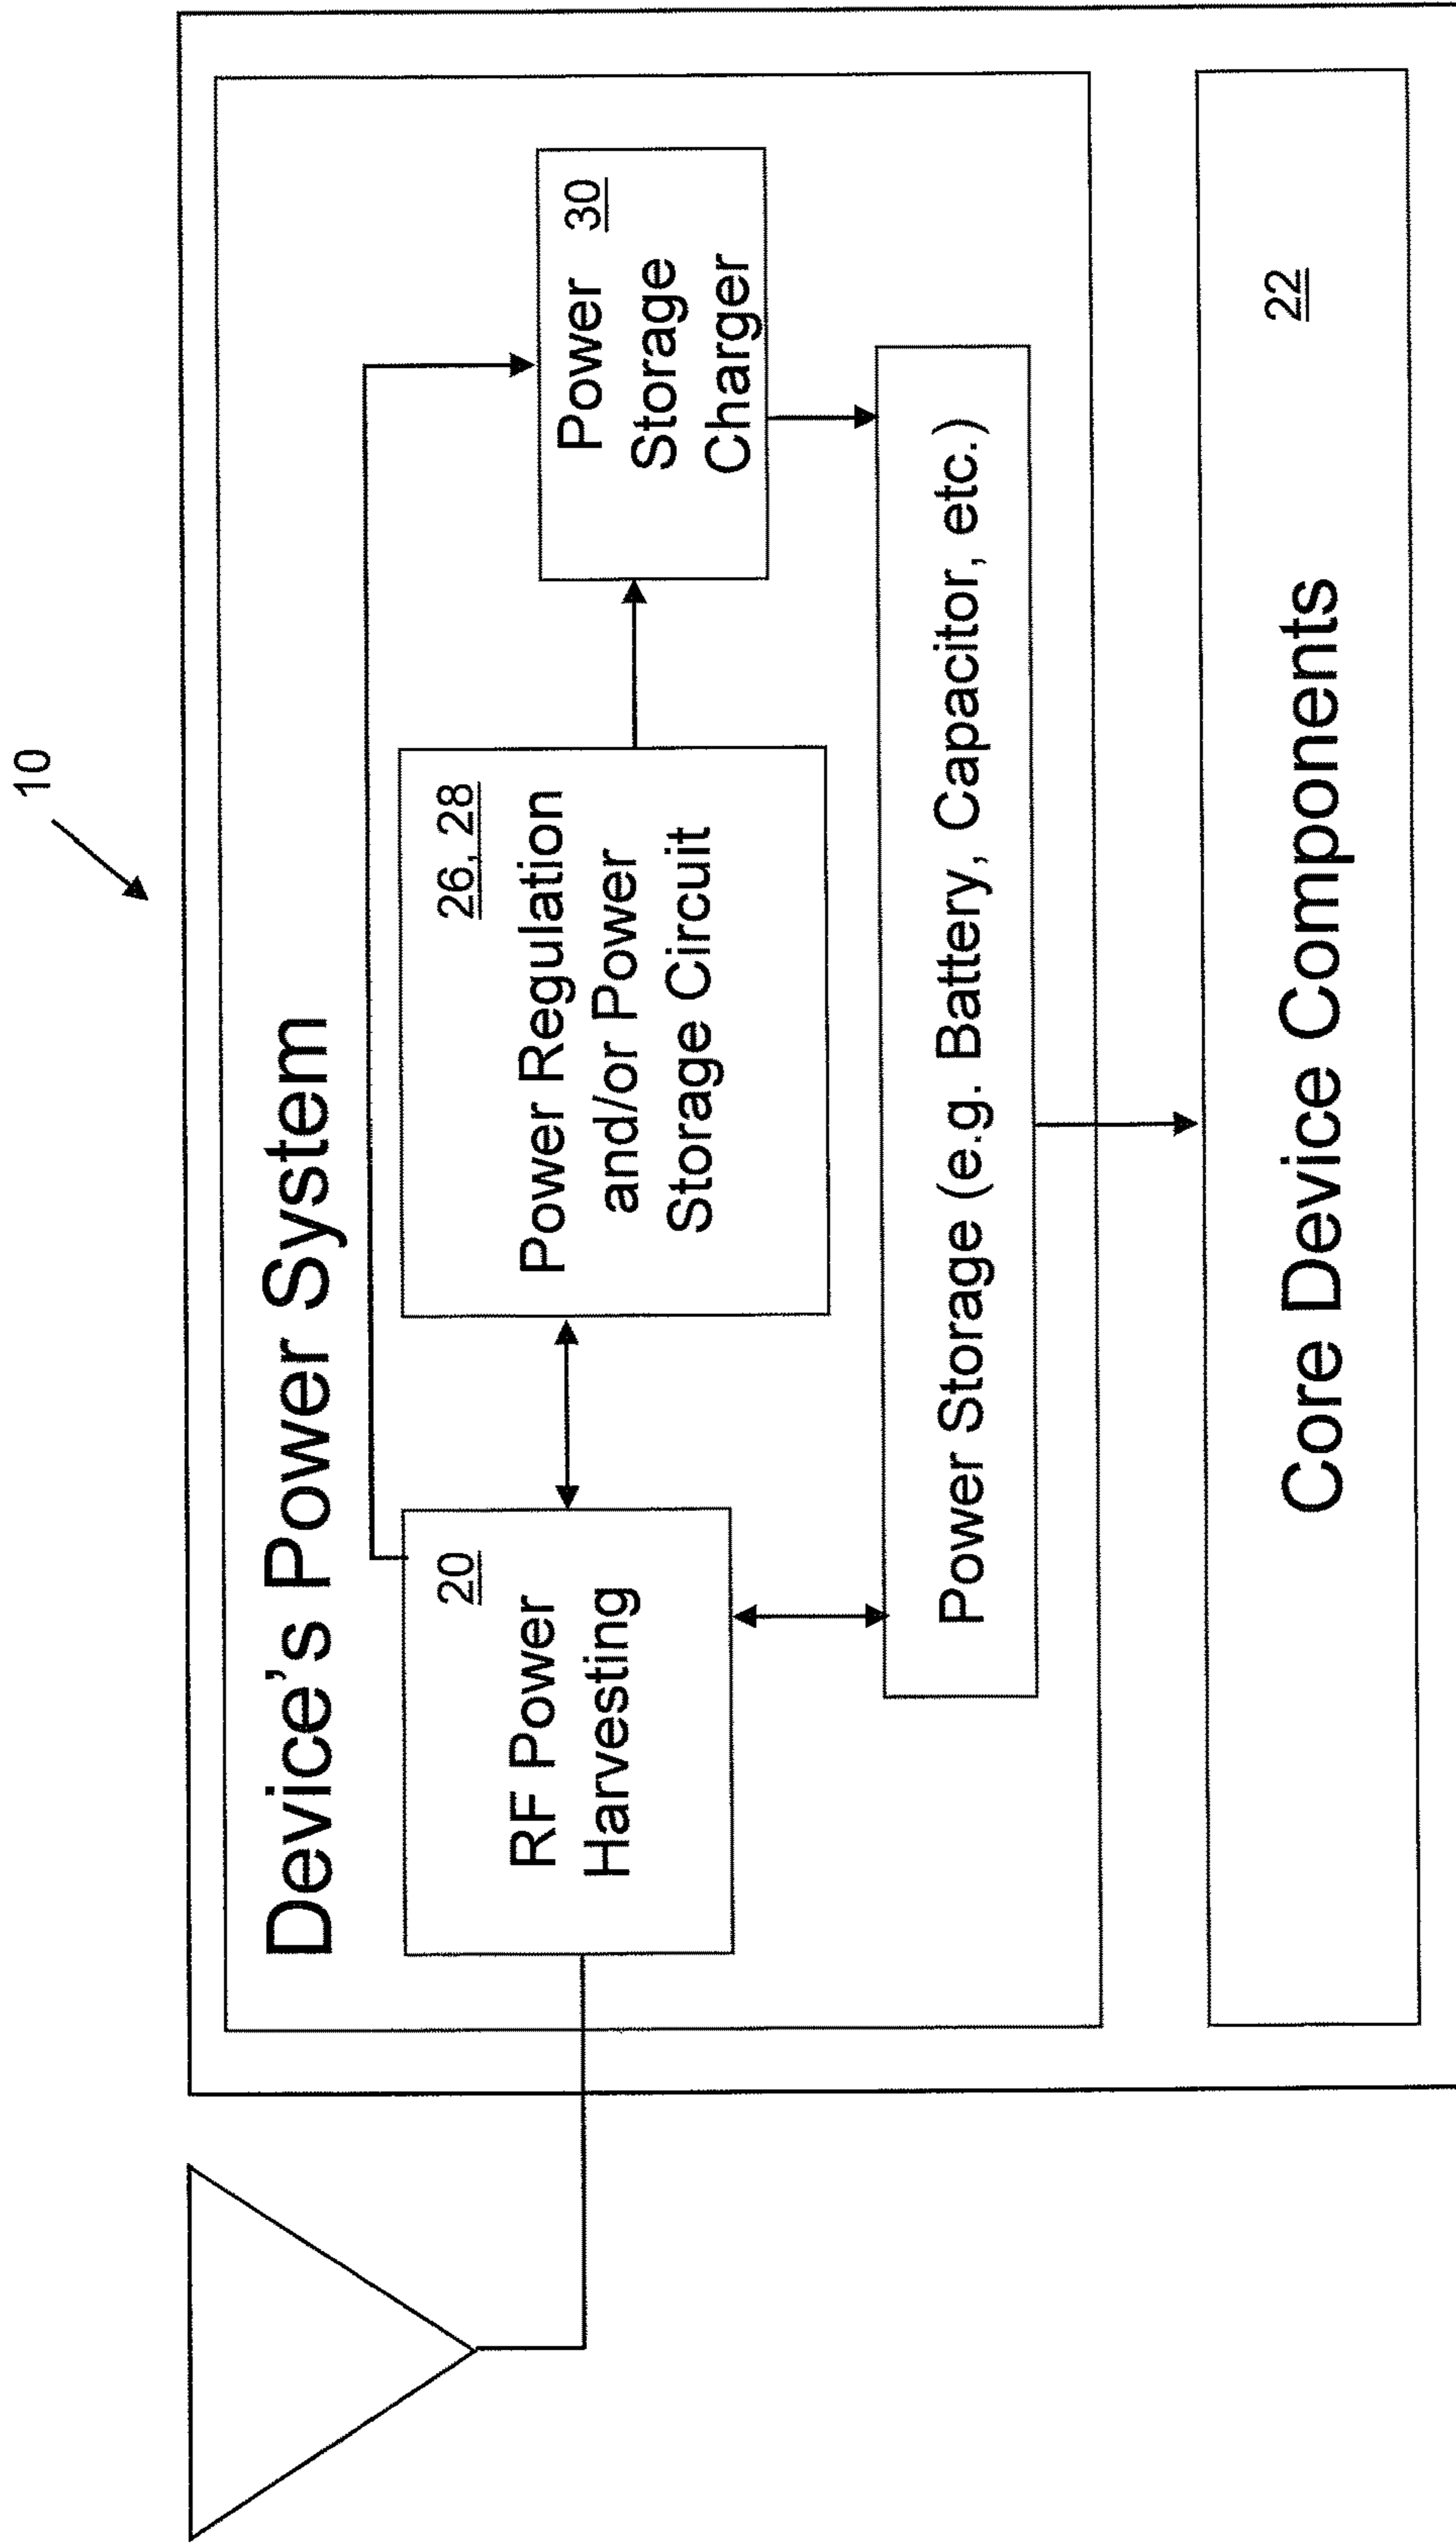 10
Device's Power System
20
RF Power
Harvesting
26, 28
Power Regulation
and/or Power
Storage Circuit
Power 30
Storage
Charger
Power Storage (e.g. Battery, Capacitor, etc.)
22
Core Device Components